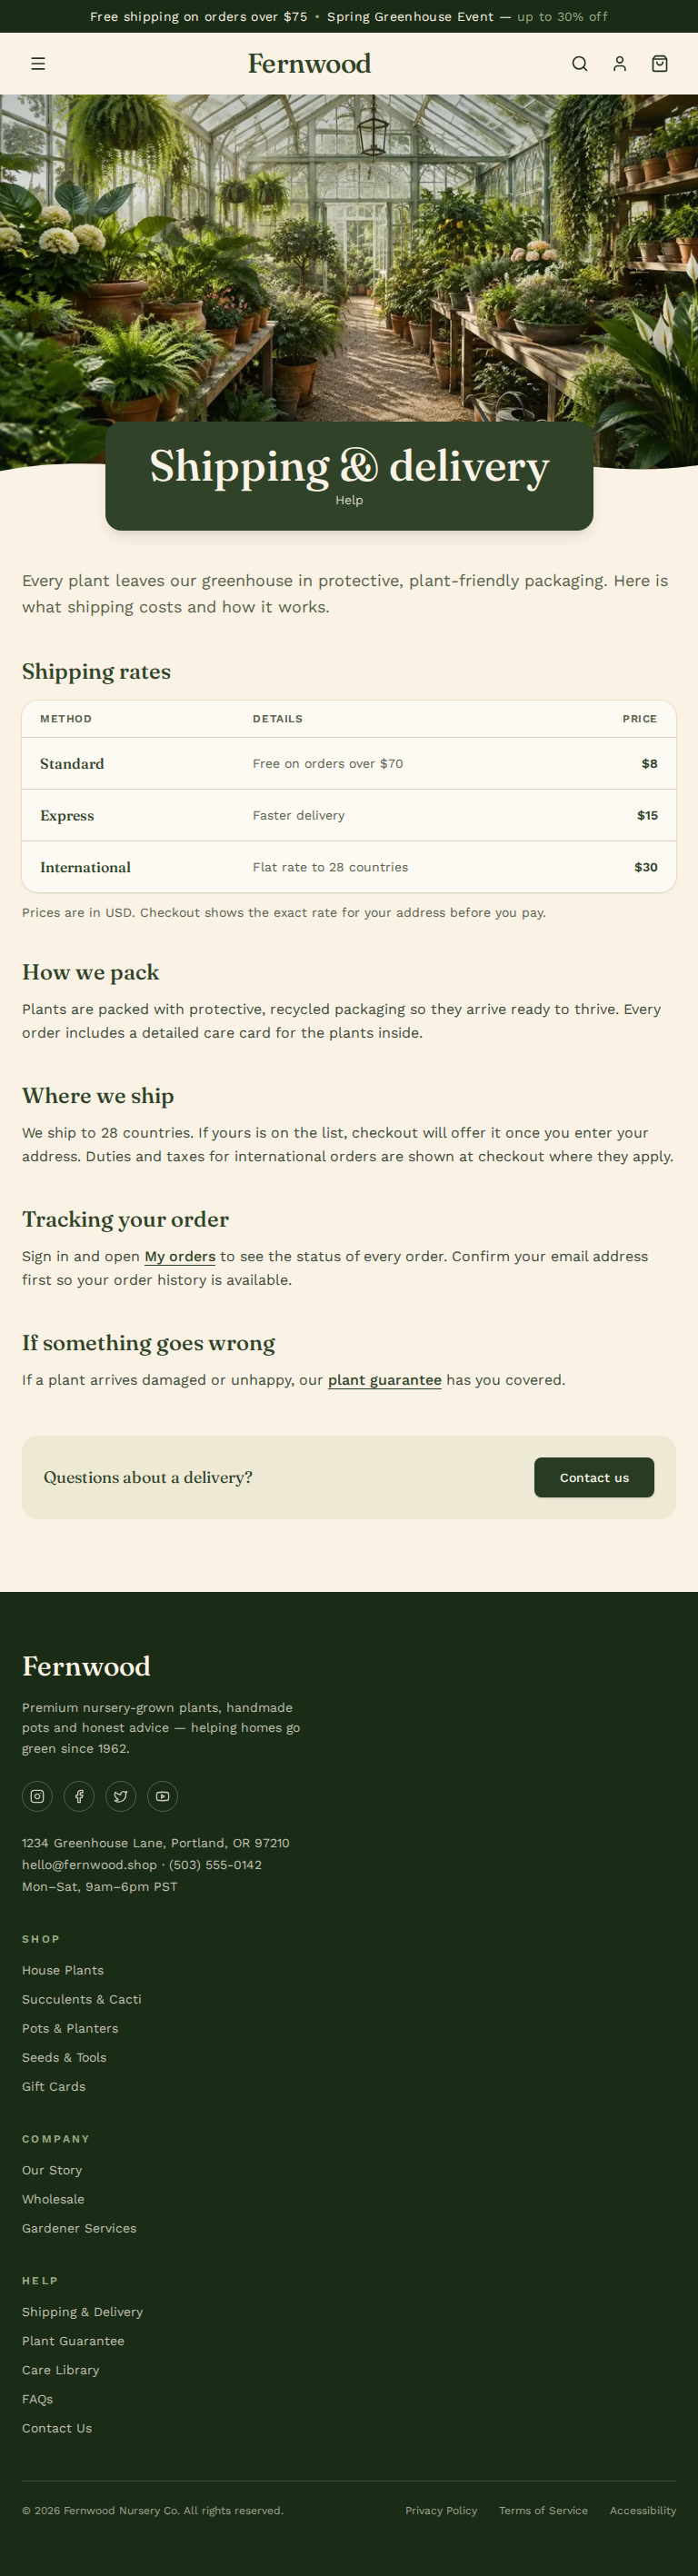 Free shipping on orders over $75 • Spring Greenhouse Event — up to 30% off
Fernwood
Shipping & delivery
Help
Every plant leaves our greenhouse in protective, plant-friendly packaging. Here is
what shipping costs and how it works.
Shipping rates
METHOD DETAILS PRICE
Standard Free on orders over $70 $8
Express Faster delivery $15
International Flat rate to 28 countries $30
Prices are in USD. Checkout shows the exact rate for your address before you pay.
How we pack
Plants are packed with protective, recycled packaging so they arrive ready to thrive. Every
order includes a detailed care card for the plants inside.
Where we ship
We ship to 28 countries. If yours is on the list, checkout will offer it once you enter your
address. Duties and taxes for international orders are shown at checkout where they apply.
Tracking your order
Sign in and open My orders to see the status of every order. Confirm your email address
first so your order history is available.
If something goes wrong
If a plant arrives damaged or unhappy, our plant guarantee has you covered.
Questions about a delivery? Contact us
Fernwood
Premium nursery-grown plants, handmade
pots and honest advice — helping homes go
green since 1962.
1234 Greenhouse Lane, Portland, OR 97210
hello@fernwood.shop · (503) 555-0142
Mon–Sat, 9am–6pm PST
SHOP
House Plants
Succulents & Cacti
Pots & Planters
Seeds & Tools
Gift Cards
COMPANY
Our Story
Wholesale
Gardener Services
HELP
Shipping & Delivery
Plant Guarantee
Care Library
FAQs
Contact Us
© 2026 Fernwood Nursery Co. All rights reserved. Privacy Policy Terms of Service Accessibility